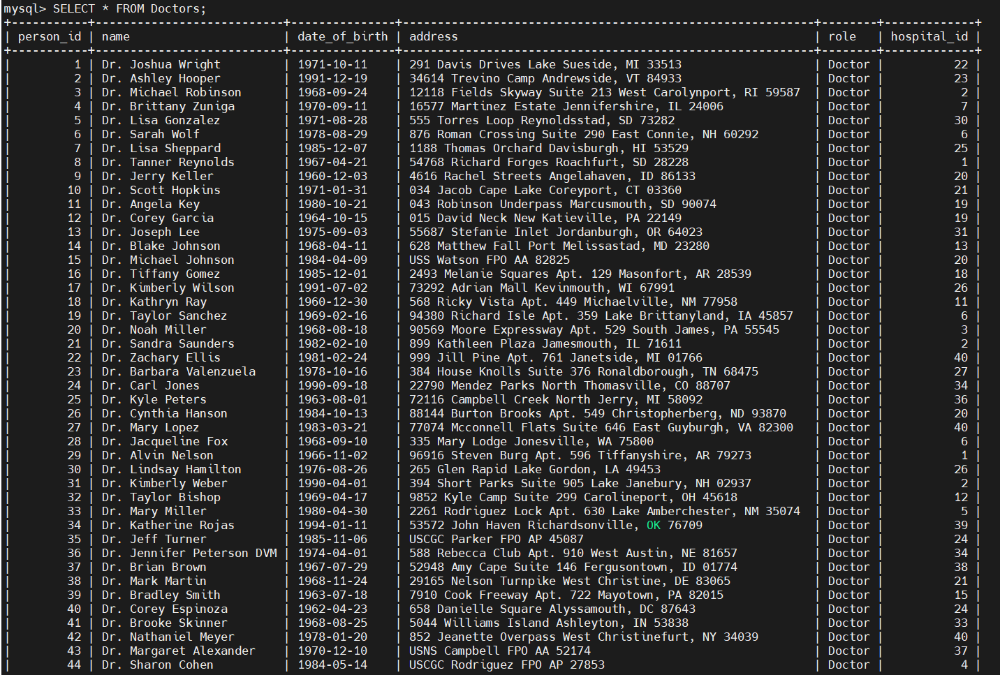 mysql> SELECT * FROM Doctors;
+-----------+---------------------------+---------------+-----------------------------------------------------------+--------+-------------+
| person_id | name                      | date_of_birth | address                                                   | role   | hospital_id |
+-----------+---------------------------+---------------+-----------------------------------------------------------+--------+-------------+
|         1 | Dr. Joshua Wright         | 1971-10-11    | 291 Davis Drives Lake Sueside, MI 33513                   | Doctor |          22 |
|         2 | Dr. Ashley Hooper         | 1991-12-19    | 34614 Trevino Camp Andrewside, VT 84933                   | Doctor |          23 |
|         3 | Dr. Michael Robinson      | 1968-09-24    | 12118 Fields Skyway Suite 213 West Carolynport, RI 59587  | Doctor |           2 |
|         4 | Dr. Brittany Zuniga       | 1970-09-11    | 16577 Martinez Estate Jennifershire, IL 24006             | Doctor |           7 |
|         5 | Dr. Lisa Gonzalez         | 1971-08-28    | 555 Torres Loop Reynoldsstad, SD 73282                    | Doctor |          30 |
|         6 | Dr. Sarah Wolf            | 1978-08-29    | 876 Roman Crossing Suite 290 East Connie, NH 60292        | Doctor |           6 |
|         7 | Dr. Lisa Sheppard         | 1985-12-07    | 1188 Thomas Orchard Davisburgh, HI 53529                  | Doctor |          25 |
|         8 | Dr. Tanner Reynolds       | 1967-04-21    | 54768 Richard Forges Roachfurt, SD 28228                  | Doctor |           1 |
|         9 | Dr. Jerry Keller          | 1960-12-03    | 4616 Rachel Streets Angelahaven, ID 86133                 | Doctor |          20 |
|        10 | Dr. Scott Hopkins         | 1971-01-31    | 034 Jacob Cape Lake Coreyport, CT 03360                   | Doctor |          21 |
|        11 | Dr. Angela Key            | 1980-10-21    | 043 Robinson Underpass Marcusmouth, SD 90074              | Doctor |          19 |
|        12 | Dr. Corey Garcia          | 1964-10-15    | 015 David Neck New Katieville, PA 22149                   | Doctor |          19 |
|        13 | Dr. Joseph Lee            | 1975-09-03    | 55687 Stefanie Inlet Jordanburgh, OR 64023                | Doctor |          31 |
|        14 | Dr. Blake Johnson         | 1968-04-11    | 628 Matthew Fall Port Melissastad, MD 23280               | Doctor |          13 |
|        15 | Dr. Michael Johnson       | 1984-04-09    | USS Watson FPO AA 82825                                   | Doctor |          20 |
|        16 | Dr. Tiffany Gomez         | 1985-12-01    | 2493 Melanie Squares Apt. 129 Masonfort, AR 28539         | Doctor |          18 |
|        17 | Dr. Kimberly Wilson       | 1991-07-02    | 73292 Adrian Mall Kevinmouth, WI 67991                    | Doctor |          26 |
|        18 | Dr. Kathryn Ray           | 1960-12-30    | 568 Ricky Vista Apt. 449 Michaelville, NM 77958           | Doctor |          11 |
|        19 | Dr. Taylor Sanchez        | 1969-02-16    | 94380 Richard Isle Apt. 359 Lake Brittanyland, IA 45857   | Doctor |           6 |
|        20 | Dr. Noah Miller           | 1968-08-18    | 90569 Moore Expressway Apt. 529 South James, PA 55545     | Doctor |           3 |
|        21 | Dr. Sandra Saunders       | 1982-02-10    | 899 Kathleen Plaza Jamesmouth, IL 71611                   | Doctor |           2 |
|        22 | Dr. Zachary Ellis         | 1981-02-24    | 999 Jill Pine Apt. 761 Janetside, MI 01766                | Doctor |          40 |
|        23 | Dr. Barbara Valenzuela    | 1978-10-16    | 384 House Knolls Suite 376 Ronaldborough, TN 68475        | Doctor |          27 |
|        24 | Dr. Carl Jones            | 1990-09-18    | 22790 Mendez Parks North Thomasville, CO 88707            | Doctor |          34 |
|        25 | Dr. Kyle Peters           | 1963-08-01    | 72116 Campbell Creek North Jerry, MI 58092                | Doctor |          36 |
|        26 | Dr. Cynthia Hanson        | 1984-10-13    | 88144 Burton Brooks Apt. 549 Christopherberg, ND 93870    | Doctor |          20 |
|        27 | Dr. Mary Lopez            | 1983-03-21    | 77074 Mcconnell Flats Suite 646 East Guyburgh, VA 82300   | Doctor |          40 |
|        28 | Dr. Jacqueline Fox        | 1968-09-10    | 335 Mary Lodge Jonesville, WA 75800                       | Doctor |           6 |
|        29 | Dr. Alvin Nelson          | 1966-11-02    | 96916 Steven Burg Apt. 596 Tiffanyshire, AR 79273         | Doctor |           1 |
|        30 | Dr. Lindsay Hamilton      | 1976-08-26    | 265 Glen Rapid Lake Gordon, LA 49453                      | Doctor |          26 |
|        31 | Dr. Kimberly Weber        | 1990-04-01    | 394 Short Parks Suite 905 Lake Janebury, NH 02937         | Doctor |           2 |
|        32 | Dr. Taylor Bishop         | 1969-04-17    | 9852 Kyle Camp Suite 299 Carolineport, OH 45618           | Doctor |          12 |
|        33 | Dr. Mary Miller           | 1980-04-30    | 2261 Rodriguez Lock Apt. 630 Lake Amberchester, NM 35074  | Doctor |           5 |
|        34 | Dr. Katherine Rojas       | 1994-01-11    | 53572 John Haven Richardsonville, OK 76709                | Doctor |          39 |
|        35 | Dr. Jeff Turner           | 1985-11-06    | USCGC Parker FPO AP 45087                                 | Doctor |          24 |
|        36 | Dr. Jennifer Peterson DVM | 1974-04-01    | 588 Rebecca Club Apt. 910 West Austin, NE 81657           | Doctor |          34 |
|        37 | Dr. Brian Brown           | 1967-07-29    | 52948 Amy Cape Suite 146 Fergusontown, ID 01774           | Doctor |          38 |
|        38 | Dr. Mark Martin           | 1968-11-24    | 29165 Nelson Turnpike West Christine, DE 83065            | Doctor |          21 |
|        39 | Dr. Bradley Smith         | 1963-07-18    | 7910 Cook Freeway Apt. 722 Mayotown, PA 82015             | Doctor |          15 |
|        40 | Dr. Corey Espinoza        | 1962-04-23    | 658 Danielle Square Alyssamouth, DC 87643                 | Doctor |          24 |
|        41 | Dr. Brooke Skinner        | 1968-08-25    | 5044 Williams Island Ashleyton, IN 53838                  | Doctor |          33 |
|        42 | Dr. Nathaniel Meyer       | 1978-01-20    | 852 Jeanette Overpass West Christinefurt, NY 34039        | Doctor |          40 |
|        43 | Dr. Margaret Alexander    | 1970-12-10    | USNS Campbell FPO AA 52174                                | Doctor |          37 |
|        44 | Dr. Sharon Cohen          | 1984-05-14    | USCGC Rodriguez FPO AP 27853                              | Doctor |           4 |